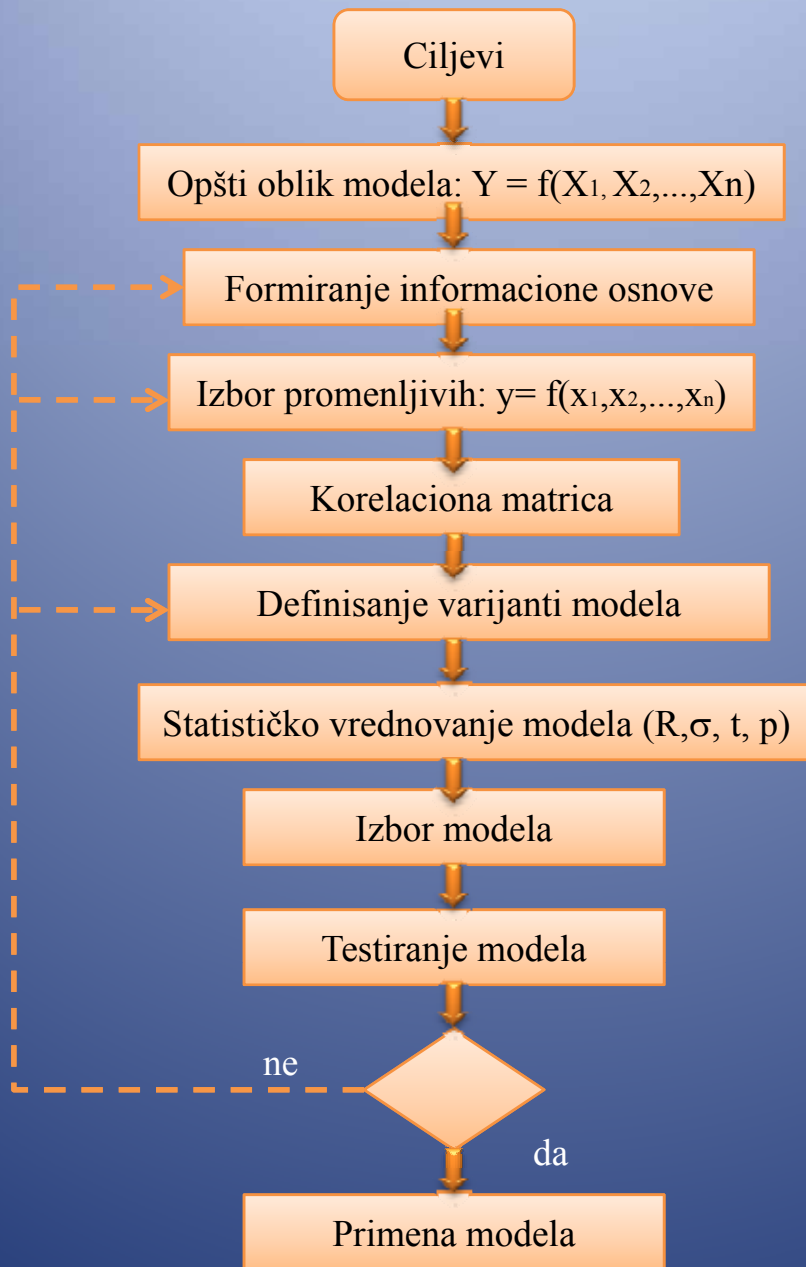 Ciljevi
Opšti oblik modela: Y = f(X₁, X₂,...,Xn)
Formiranje informacione osnove
Izbor promenljivih: y= f(x₁,x₂,...,xₙ)
Korelaciona matrica
Definisanje varijanti modela
Statističko vrednovanje modela (R,σ, t, p)
Izbor modela
Testiranje modela
ne
da
Primena modela